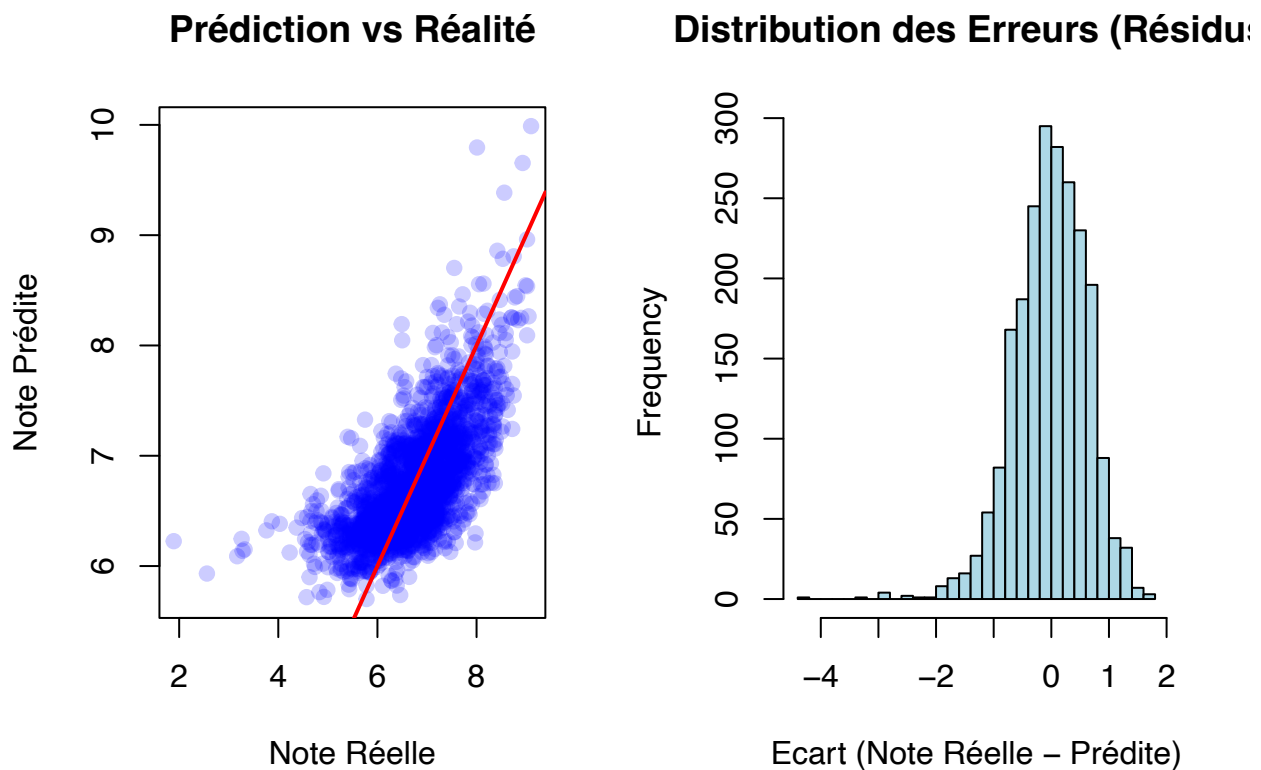 Prédiction vs Réalité
10
9
8
7
6
Note Prédite
2 4 6 8
Note Réelle
Distribution des Erreurs (Résidus
300
250
200
150
100
50
0
Frequency
−4 −2 0 1 2
Ecart (Note Réelle − Prédite)